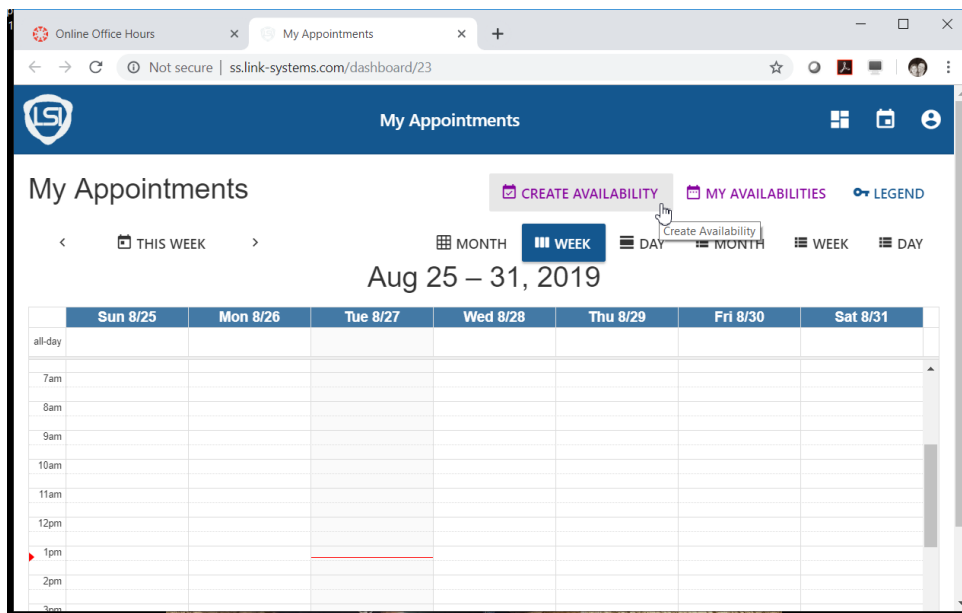 Online Office Hours
My Appointments
Not secure | ss.link-systems.com/dashboard/23
LSI
My Appointments
My Appointments
CREATE AVAILABILITY
MY AVAILABILITIES
LEGEND
Create Availability
THIS WEEK
MONTH
WEEK
DAY
MONTH
WEEK
DAY
Aug 25 – 31, 2019
Sun 8/25
Mon 8/26
Tue 8/27
Wed 8/28
Thu 8/29
Fri 8/30
Sat 8/31
all-day
7am
8am
9am
10am
11am
12pm
1pm
2pm
3pm